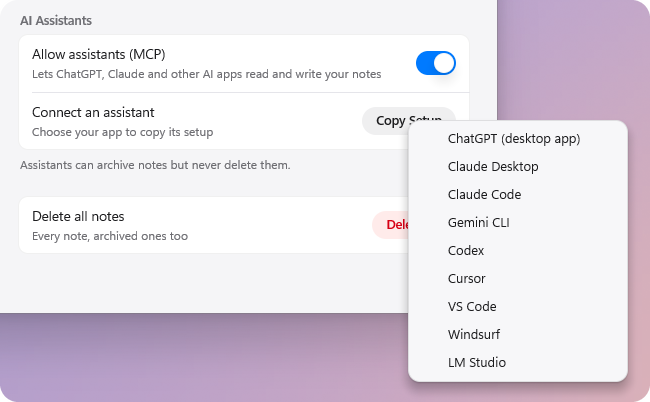 AI Assistants
Allow assistants (MCP)
Lets ChatGPT, Claude and other AI apps read and write your notes
Connect an assistant
Choose your app to copy its setup
Copy Setup
Assistants can archive notes but never delete them.
Delete all notes
Every note, archived ones too
ChatGPT (desktop app)
Claude Desktop
Claude Code
Gemini CLI
Codex
Cursor
VS Code
Windsurf
LM Studio